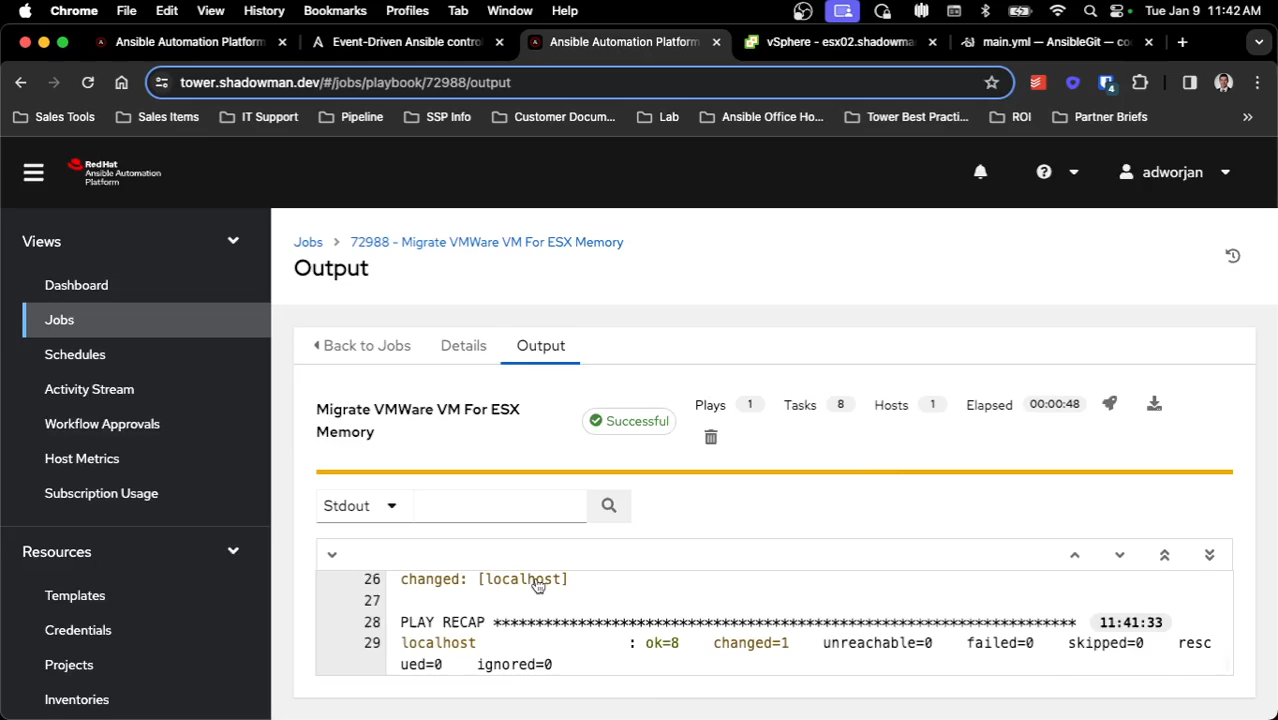 Chrome File Edit View History Bookmarks Profiles Tab Window Help Tue Jan 9 11:42 AM
Ansible Automation Platform Event-Driven Ansible contro Ansible Automation Platform vSphere - esx02.shadowma main.yml — AnsibleGit — co
tower.shadowman.dev/#/jobs/playbook/72988/output 4
Sales Tools Sales Items IT Support Pipeline SSP Info Customer Docum... Lab Ansible Office Ho... Tower Best Practi... ROI Partner Briefs »
Red Hat
Ansible Automation
Platform
adworjan
Views
Dashboard
Jobs
Schedules
Activity Stream
Workflow Approvals
Host Metrics
Subscription Usage
Resources
Templates
Credentials
Projects
Inventories
Jobs > 72988 - Migrate VMWare VM For ESX Memory
Output
Back to Jobs Details Output
Migrate VMWare VM For ESX
Memory
Successful
Plays 1 Tasks 8 Hosts 1 Elapsed 00:00:48
Stdout
26 changed: [localhost]
27
28 PLAY RECAP **************************************************************************** 11:41:33
29 localhost : ok=8 changed=1 unreachable=0 failed=0 skipped=0 resc
ued=0 ignored=0